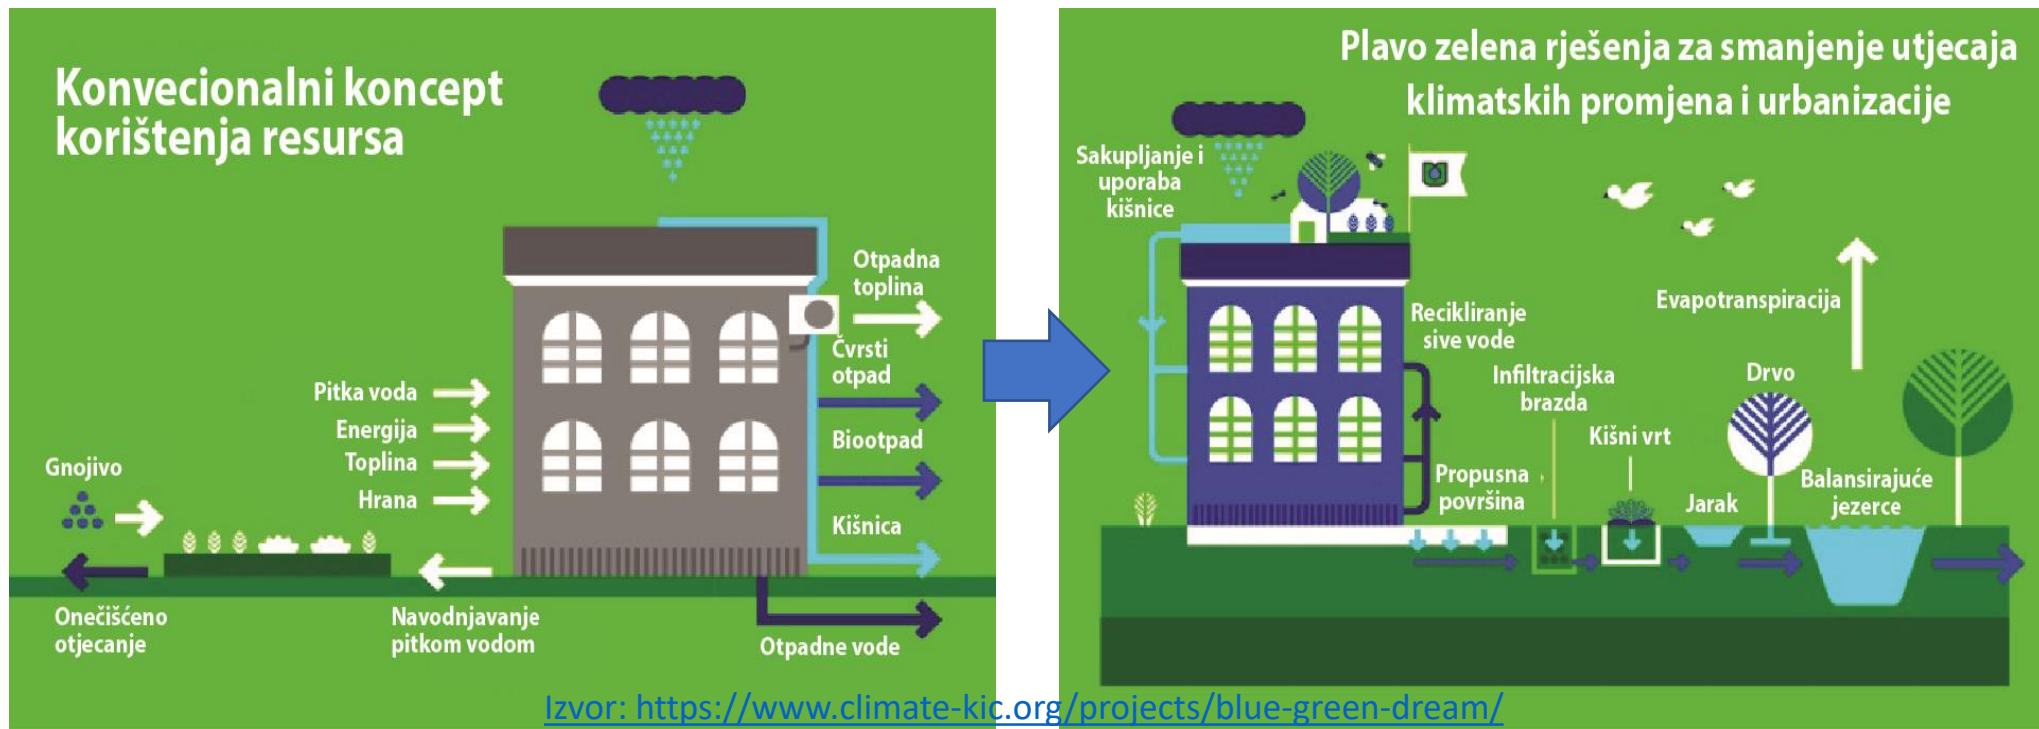 Konvecionalni koncept
korištenja resursa
Otpadna
toplina
Čvrsti
otpad
Pitka voda
Energija
Biootpad
Toplina
Gnojivo
Hrana
Kišnica
Onečišćeno
otjecanje
Navodnjavanje
pitkom vodom
Otpadne vode
Plavo zelena rješenja za smanjenje utjecaja
klimatskih promjena i urbanizacije
Sakupljanje i
uporaba
kišnice
Evapotranspiracija
Recikliranje
sive vode
Infiltracijska
brazda
Drvo
Kišni vrt
Propusna
površina
Jarak
Balansirajuće
jezerce
Izvor: https://www.climate-kic.org/projects/blue-green-dream/